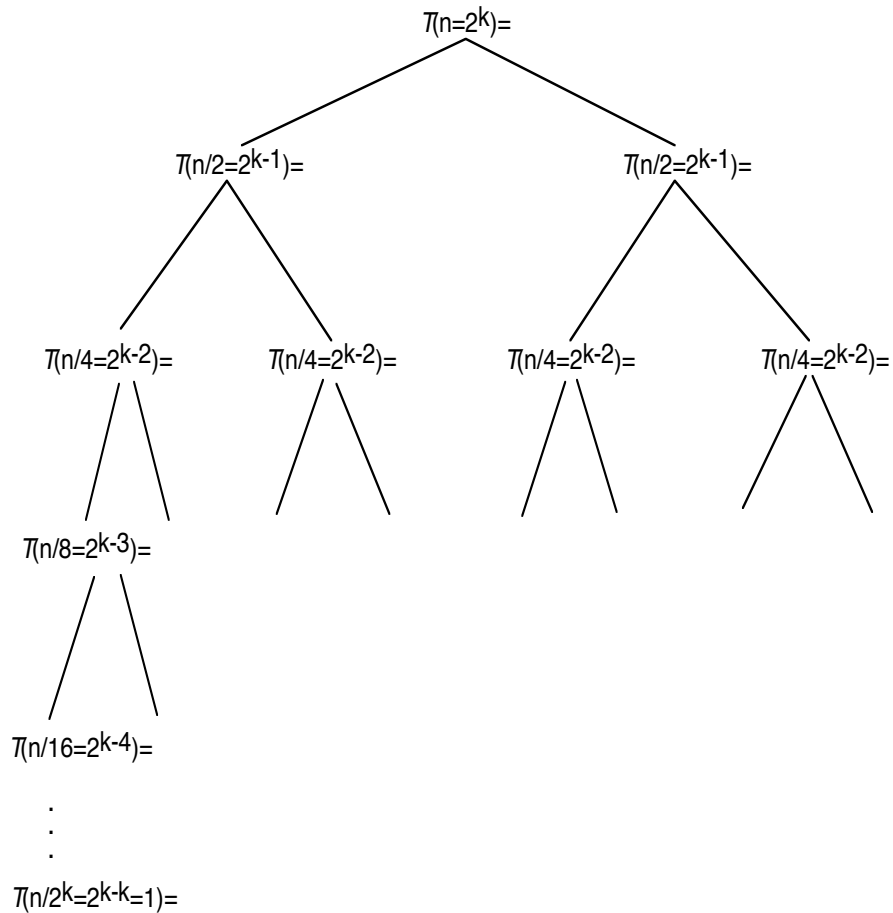 T(n=2^k)=
T(n/2=2^k-1)= T(n/2=2^k-1)=
T(n/4=2^k-2)= T(n/4=2^k-2)= T(n/4=2^k-2)= T(n/4=2^k-2)=
T(n/8=2^k-3)=
T(n/16=2^k-4)=
.
.
.
T(n/2^k=2^k-k=1)=